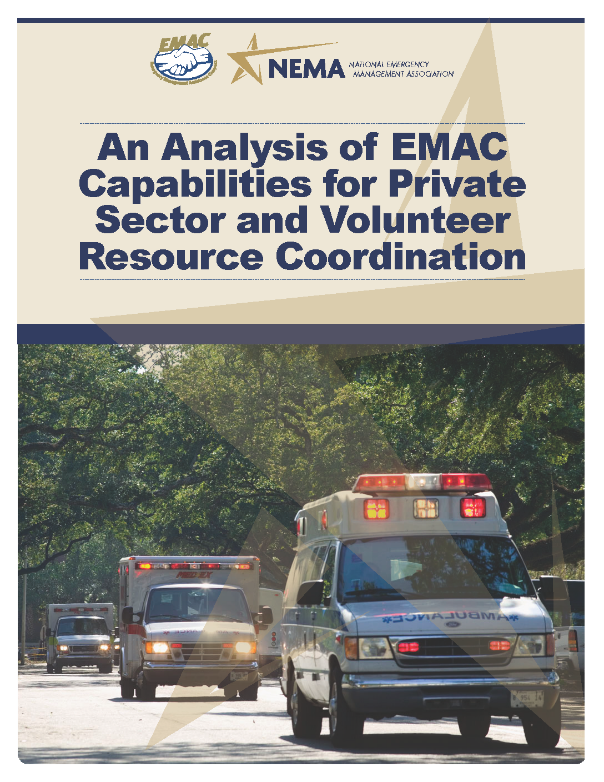 EMAC
NEMA
NATIONAL EMERGENCY
MANAGEMENT ASSOCIATION
An Analysis of EMAC
Capabilities for Private
Sector and Volunteer
Resource Coordination
AMBULANCE